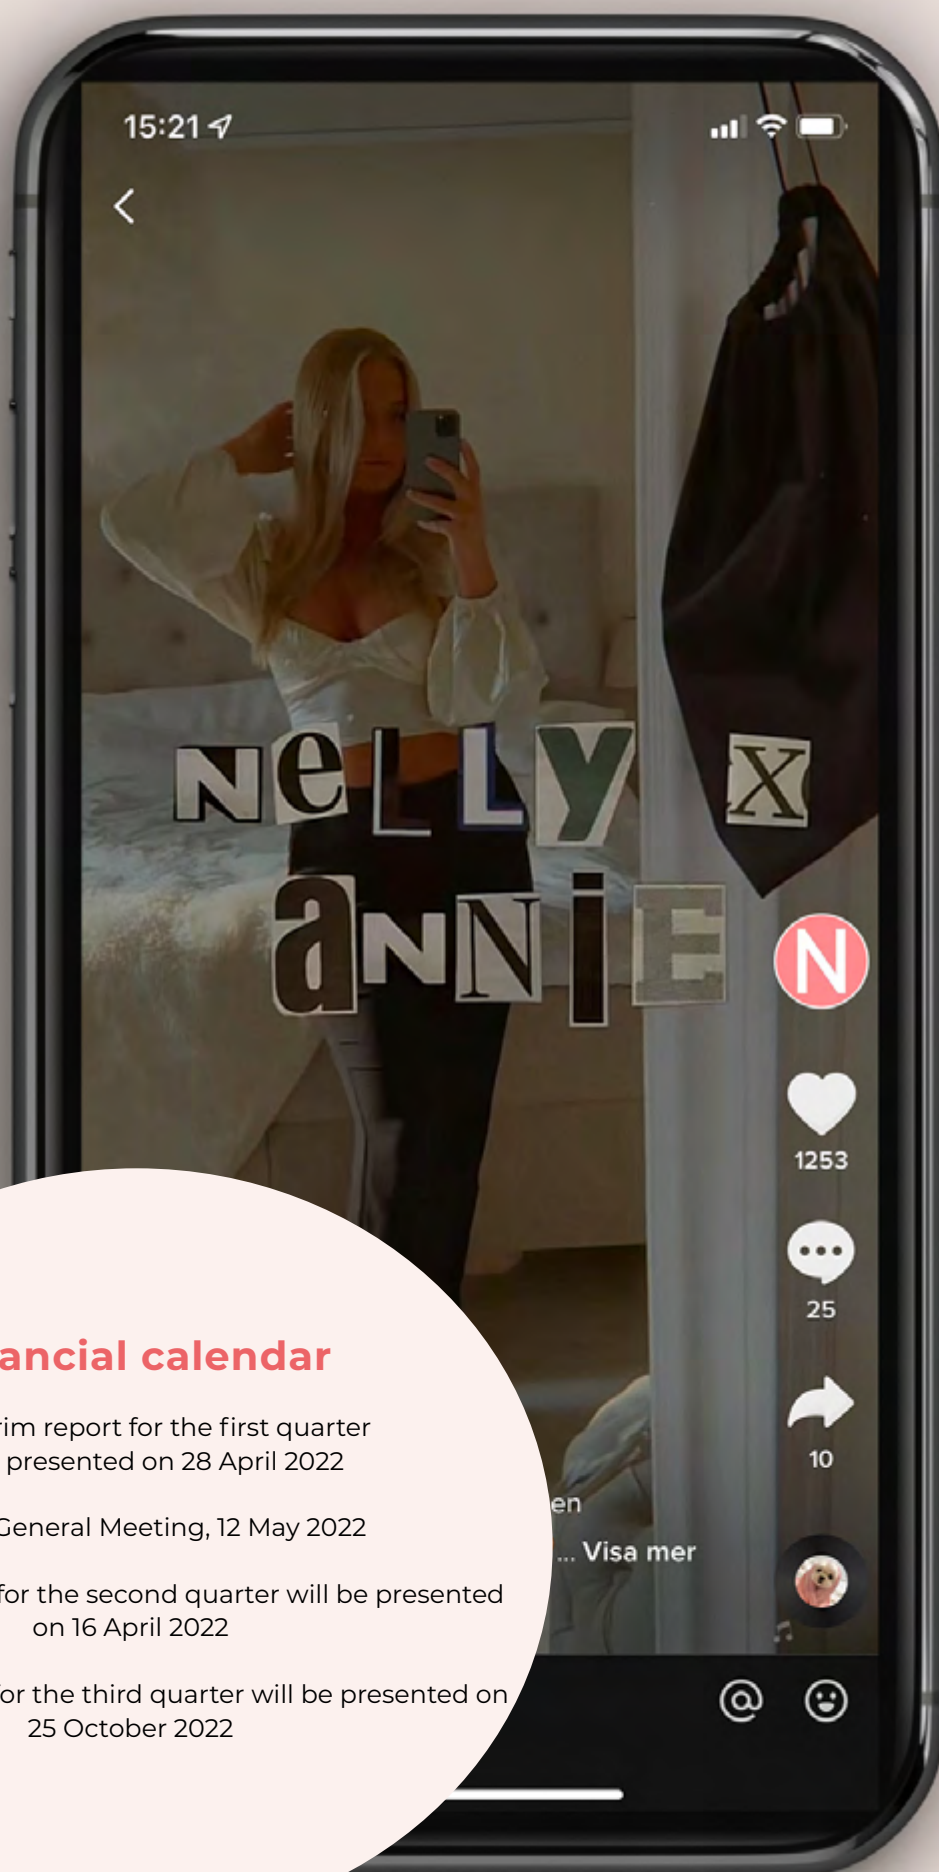 15:21
NeLLy X
aNNiE
N
1253
25
10
en
... Visa mer
ancial calendar
rim report for the first quarter
presented on 28 April 2022
General Meeting, 12 May 2022
for the second quarter will be presented
on 16 April 2022
for the third quarter will be presented on
25 October 2022